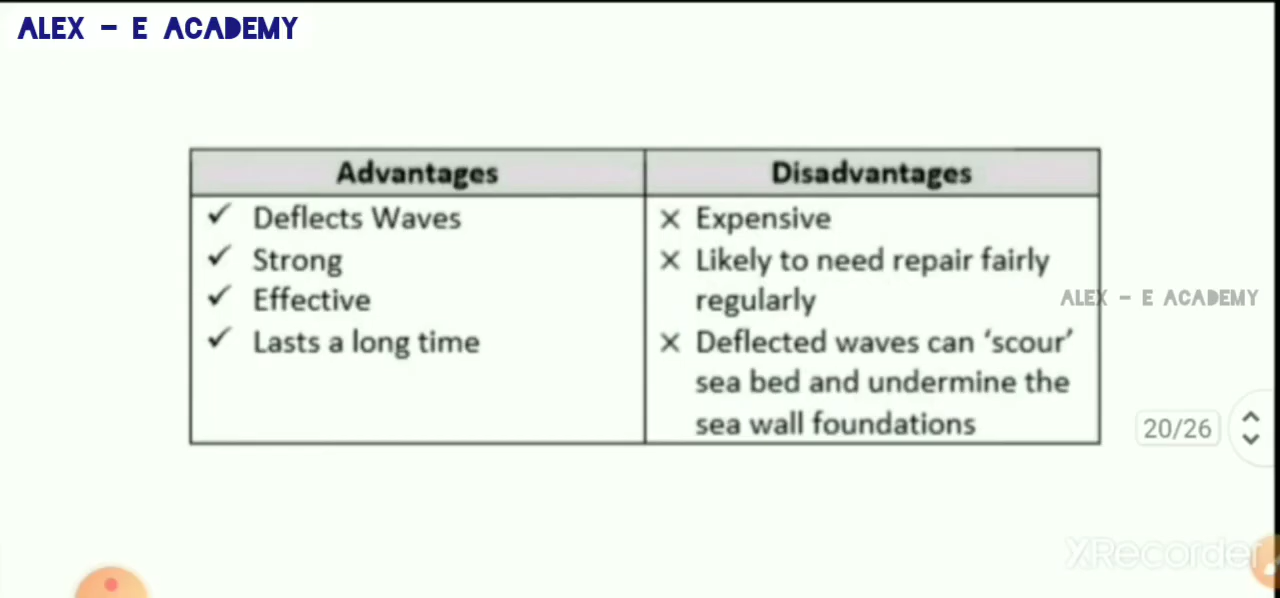 ALEX - E ACADEMY
Advantages
Disadvantages
✓ Deflects Waves
✓ Strong
✓ Effective
✓ Lasts a long time
× Expensive
× Likely to need repair fairly
regularly
× Deflected waves can ‘scour’
sea bed and undermine the
sea wall foundations
ALEX - E ACADEMY
20/26
XRecorder